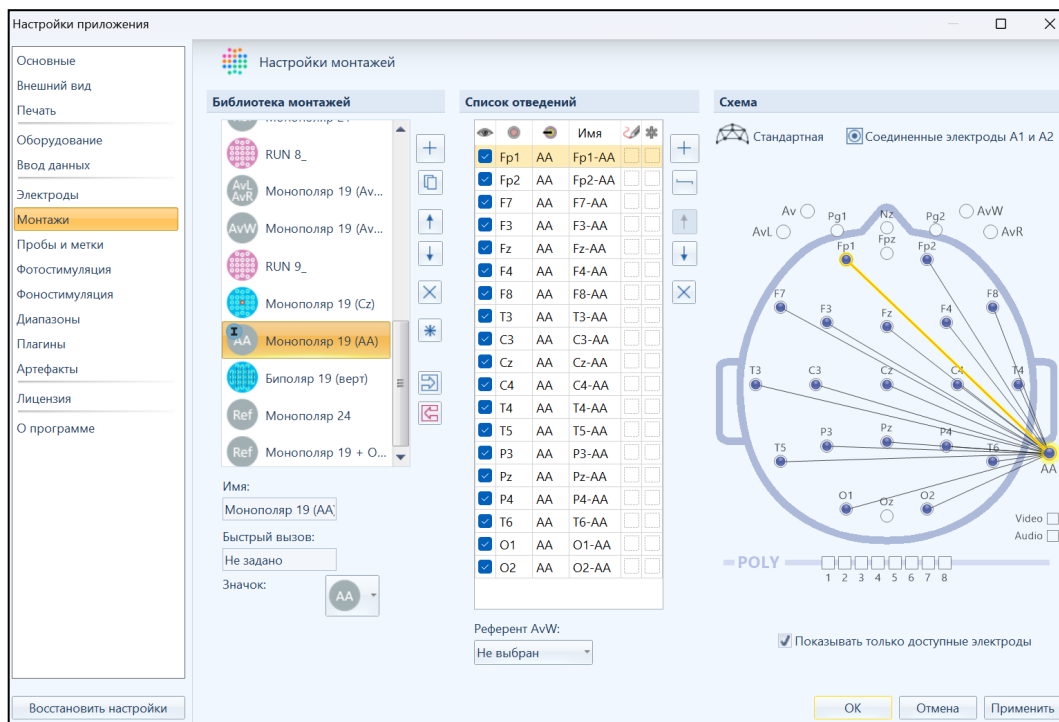 Настройки приложения
Основные
Внешний вид
Печать
Оборудование
Ввод данных
Электроды
Монтажи
Пробы и метки
Фотостимуляция
Фоностимуляция
Диапазоны
Плагины
Артефакты
Лицензия
О программе
Восстановить настройки
Настройки монтажей
Библиотека монтажей
RUN 8_
AvL AvR Монополяр 19 (Av...
AvW Монополяр 19 (Av...
RUN 9_
Монополяр 19 (Cz)
AA Монополяр 19 (AA)
Биполяр 19 (верт)
Ref Монополяр 24
Ref Монополяр 19 + О...
Имя:
Монополяр 19 (AA)
Быстрый вызов:
Не задано
Значок:
AA
Список отведений
Имя
Fp1 AA Fp1-AA
Fp2 AA Fp2-AA
F7 AA F7-AA
F3 AA F3-AA
Fz AA Fz-AA
F4 AA F4-AA
F8 AA F8-AA
T3 AA T3-AA
C3 AA C3-AA
Cz AA Cz-AA
C4 AA C4-AA
T4 AA T4-AA
T5 AA T5-AA
P3 AA P3-AA
Pz AA Pz-AA
P4 AA P4-AA
T6 AA T6-AA
O1 AA O1-AA
O2 AA O2-AA
Референт AvW:
Не выбран
Схема
Стандартная Соединенные электроды A1 и A2
Av Pg1 Nz Pg2 AvW
AvL Fp1 Fpz Fp2 AvR
F7 F3 Fz F4 F8
T3 C3 Cz C4 T4
T5 P3 Pz P4 T6 AA
O1 Oz O2
Video
Audio
POLY
1 2 3 4 5 6 7 8
Показывать только доступные электроды
OK Отмена Применить